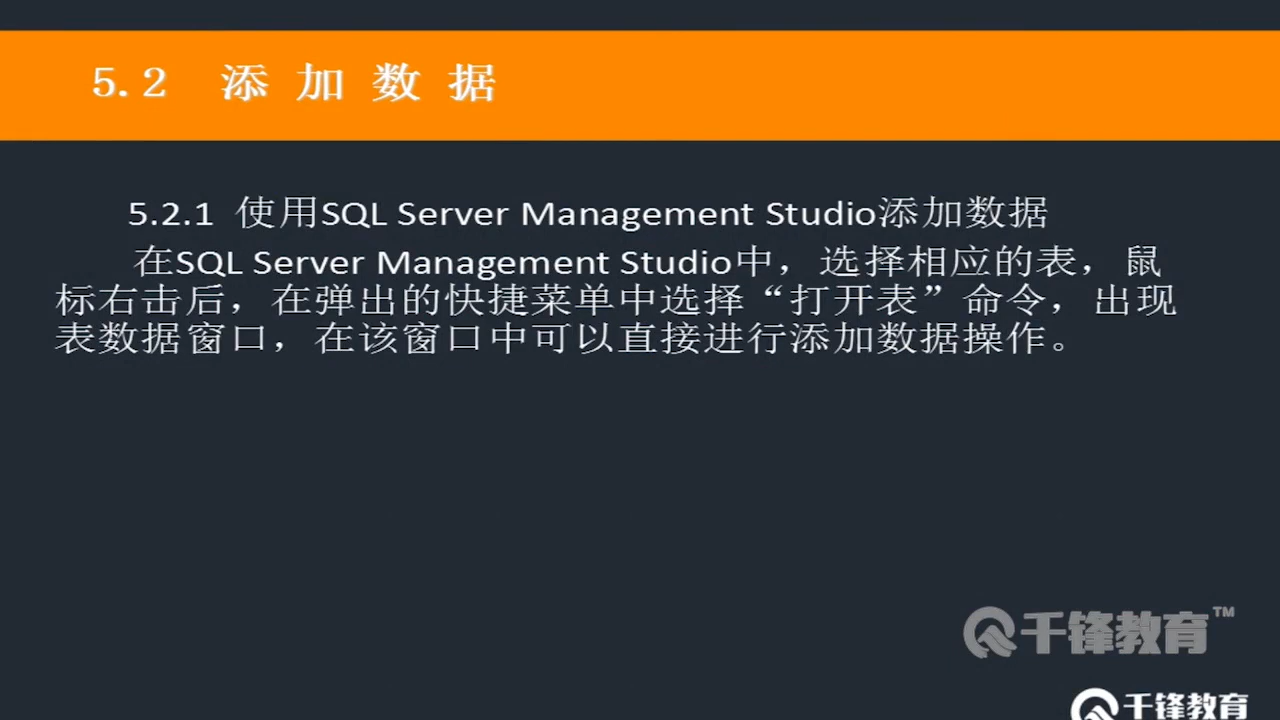 5.2 添 加 数 据
5.2.1 使用SQL Server Management Studio添加数据
在SQL Server Management Studio中，选择相应的表，鼠
标右击后，在弹出的快捷菜单中选择“打开表”命令，出现
表数据窗口，在该窗口中可以直接进行添加数据操作。
千锋教育™
千锋教育